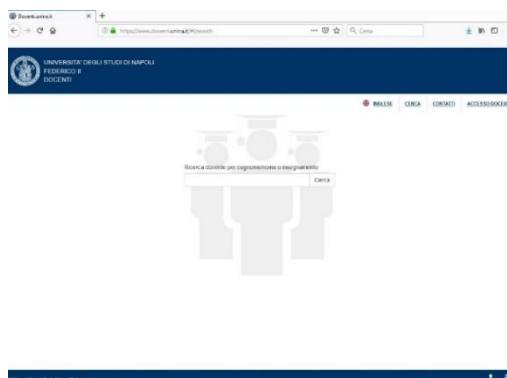 Docenti.unina.it
https://www.docenti.unina.it/#!/search
Cerca
UNIVERSITA' DEGLI STUDI DI NAPOLI
FEDERICO II
DOCENTI
INGLESE CERCA CONTATTI ACCESSO DOCEN
Ricerca docente per cognome/nome o insegnamento
Cerca